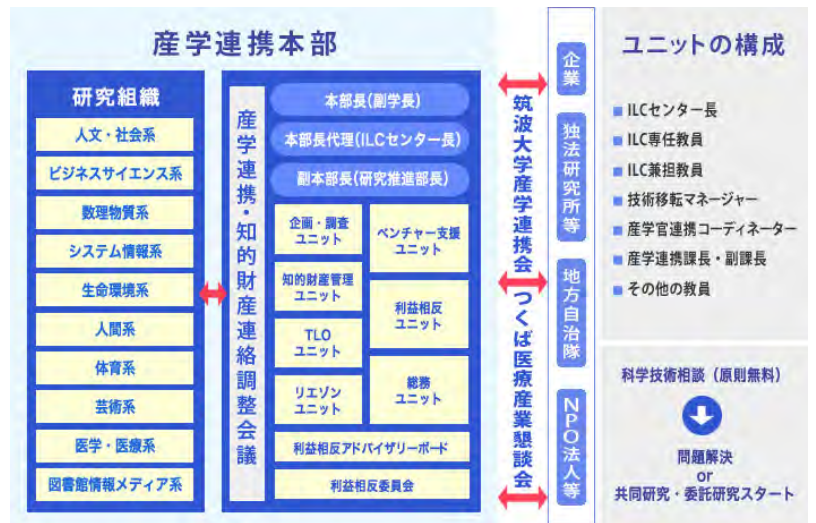 産学連携本部
研究組織
人文・社会系
ビジネスサイエンス系
数理物質系
システム情報系
生命環境系
人間系
体育系
芸術系
医学・医療系
図書館情報メディア系
産学連携・知的財産連絡調整会議
本部長(副学長)
本部長代理(ILCセンター長)
副本部長(研究推進部長)
企画・調査
ユニット
知的財産管理
ユニット
TLO
ユニット
リエゾン
ユニット
ベンチャー支援
ユニット
利益相反
ユニット
総務
ユニット
利益相反アドバイザリーボード
利益相反委員会
筑波大学産学連携会
つくば医療産業懇談会
企業
独法研究所等
地方自治隊
NPO法人等
ユニットの構成
■ ILCセンター長
■ ILC専任教員
■ ILC兼担教員
■ 技術移転マネージャー
■ 産学官連携コーディネーター
■ 産学連携課長・副課長
■ その他の教員
科学技術相談（原則無料）
問題解決
or
共同研究・委託研究スタート